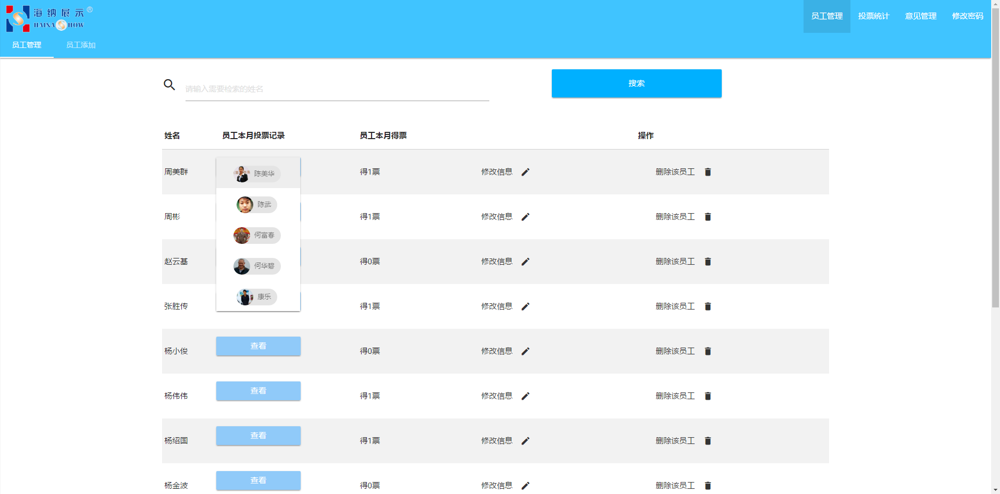 海纳展示®
HAINA SHOW
员工管理 投票统计 意见管理 修改密码
员工管理 员工添加
请输入需要检索的姓名 搜索
姓名 员工本月投票记录 员工本月得票 操作
周美群 陈美华 得1票 修改信息 删除该员工
陈武
周彬 得1票 修改信息 删除该员工
何富春
赵云基 何华碧 得0票 修改信息 删除该员工
康乐
张胜传 得1票 修改信息 删除该员工
杨小俊 查看 得0票 修改信息 删除该员工
杨伟伟 查看 得1票 修改信息 删除该员工
杨绍国 查看 得1票 修改信息 删除该员工
杨金波 查看 得0票 修改信息 删除该员工